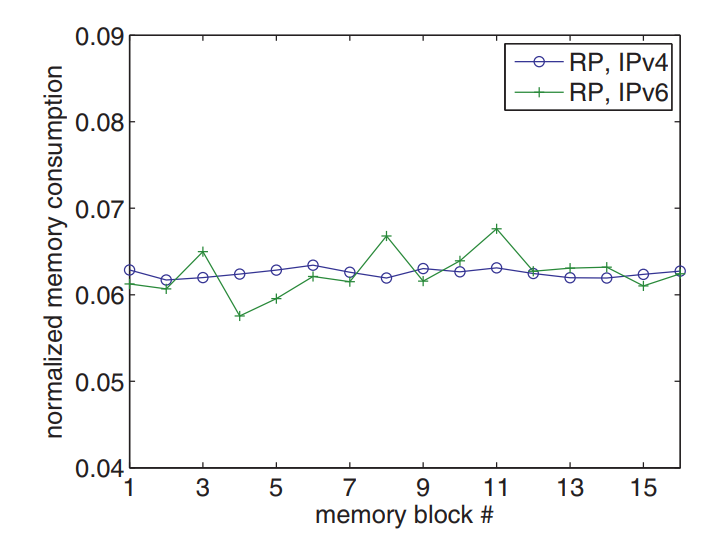 0.09
0.08
0.07
0.06
0.05
0.04
normalized memory consumption
RP, IPv4
RP, IPv6
1 3 5 7 9 11 13 15
memory block #